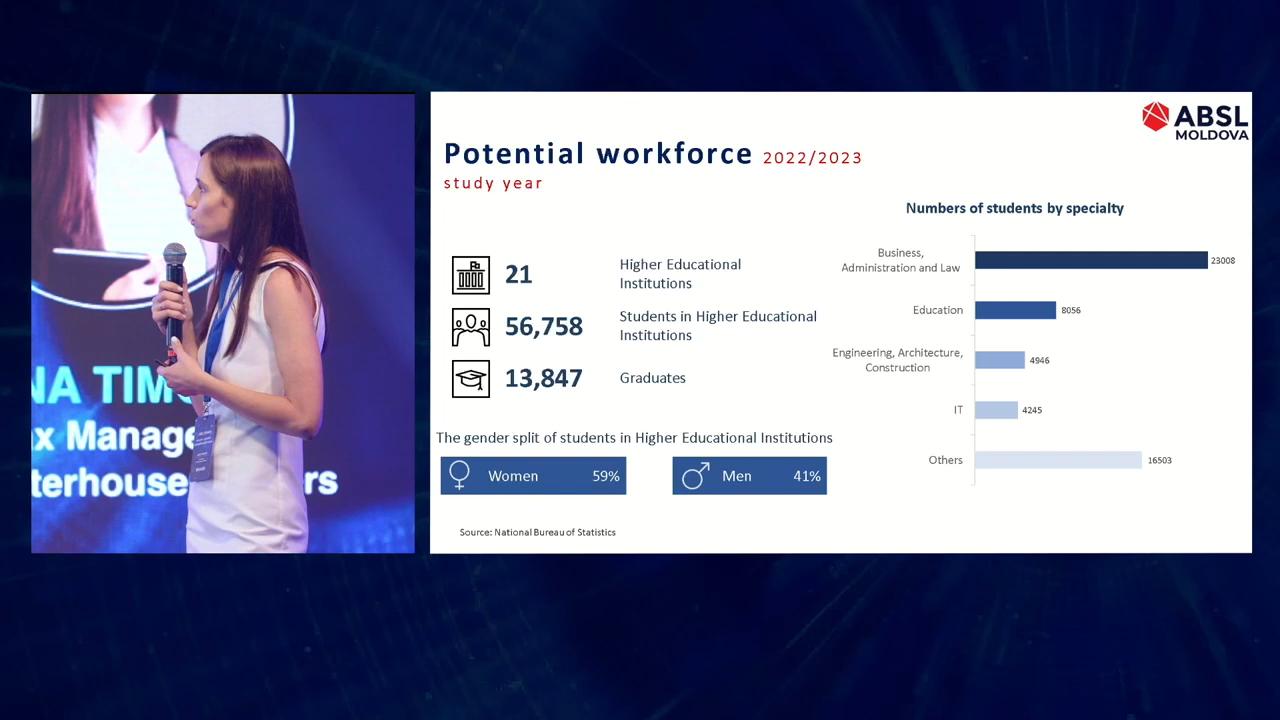 NA TIM
x Manage
terhouse rs
ABSL
MOLDOVA
Potential workforce 2022/2023
study year
21 Higher Educational
Institutions
56,758 Students in Higher Educational
Institutions
13,847 Graduates
The gender split of students in Higher Educational Institutions
Women 59% Men 41%
Source: National Bureau of Statistics
Numbers of students by specialty
Business,
Administration and Law 23008
Education 8056
Engineering, Architecture,
Construction 4946
IT 4245
Others 16503